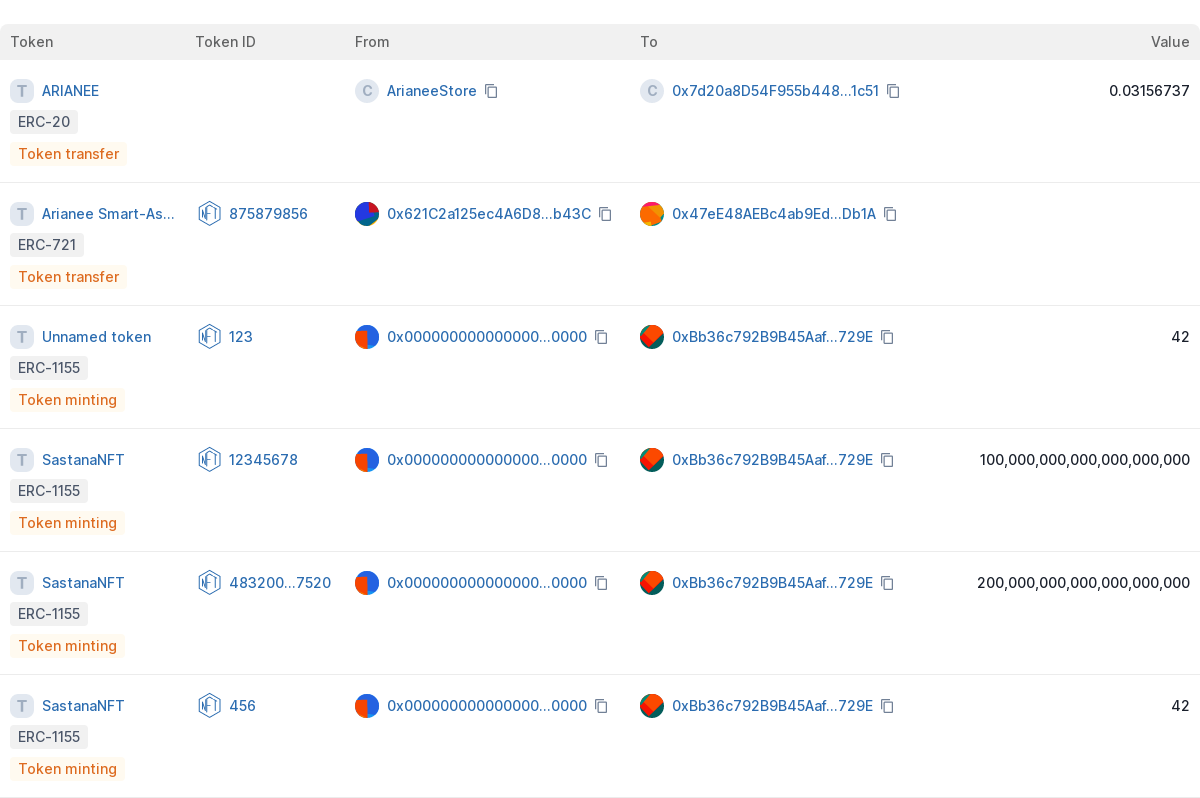 Token Token ID From To Value
T ARIANEE C ArianeeStore C 0x7d20a8D54F955b448...1c51 0.03156737
ERC-20
Token transfer
T Arianee Smart-As... NFT 875879856 0x621C2a125ec4A6D8...b43C 0x47eE48AEBc4ab9Ed...Db1A
ERC-721
Token transfer
T Unnamed token NFT 123 0x000000000000000...0000 0xBb36c792B9B45Aaf...729E 42
ERC-1155
Token minting
T SastanaNFT NFT 12345678 0x000000000000000...0000 0xBb36c792B9B45Aaf...729E 100,000,000,000,000,000,000
ERC-1155
Token minting
T SastanaNFT NFT 483200...7520 0x000000000000000...0000 0xBb36c792B9B45Aaf...729E 200,000,000,000,000,000,000
ERC-1155
Token minting
T SastanaNFT NFT 456 0x000000000000000...0000 0xBb36c792B9B45Aaf...729E 42
ERC-1155
Token minting